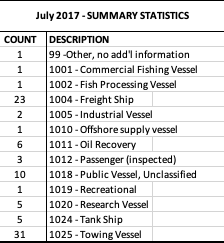 July 2017 - SUMMARY STATISTICS
COUNT DESCRIPTION
1 99 -Other, no add'l information
1 1001 - Commercial Fishing Vessel
1 1002 - Fish Processing Vessel
23 1004 - Freight Ship
2 1005 - Industrial Vessel
1 1010 - Offshore supply vessel
6 1011 - Oil Recovery
3 1012 - Passenger (inspected)
10 1018 - Public Vessel, Unclassified
1 1019 - Recreational
5 1020 - Research Vessel
5 1024 - Tank Ship
31 1025 - Towing Vessel